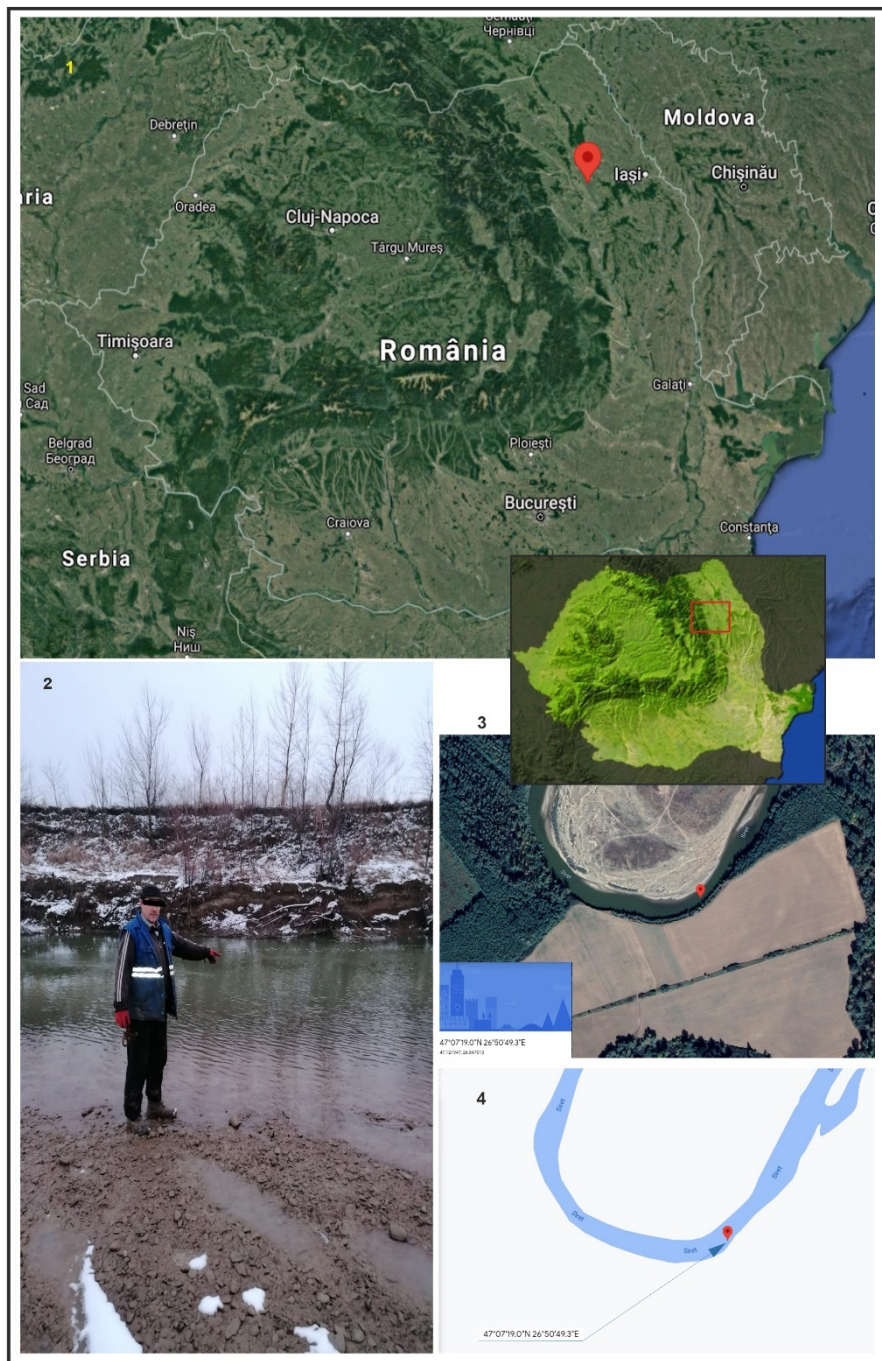 Чернівці
1
Debrețin
Moldova
Iași
Chișinău
Oradea
Cluj-Napoca
Târgu Mureș
Timișoara
România
Galați
Sad
Сад
Belgrad
Београд
Ploiești
București
Craiova
Constanța
Serbia
Niș
Ниш
2
3
Siret
47°07'19.0"N 26°50'49.3"E
4
Siret
Siret
Siret
Siret
47°07'19.0"N 26°50'49.3"E